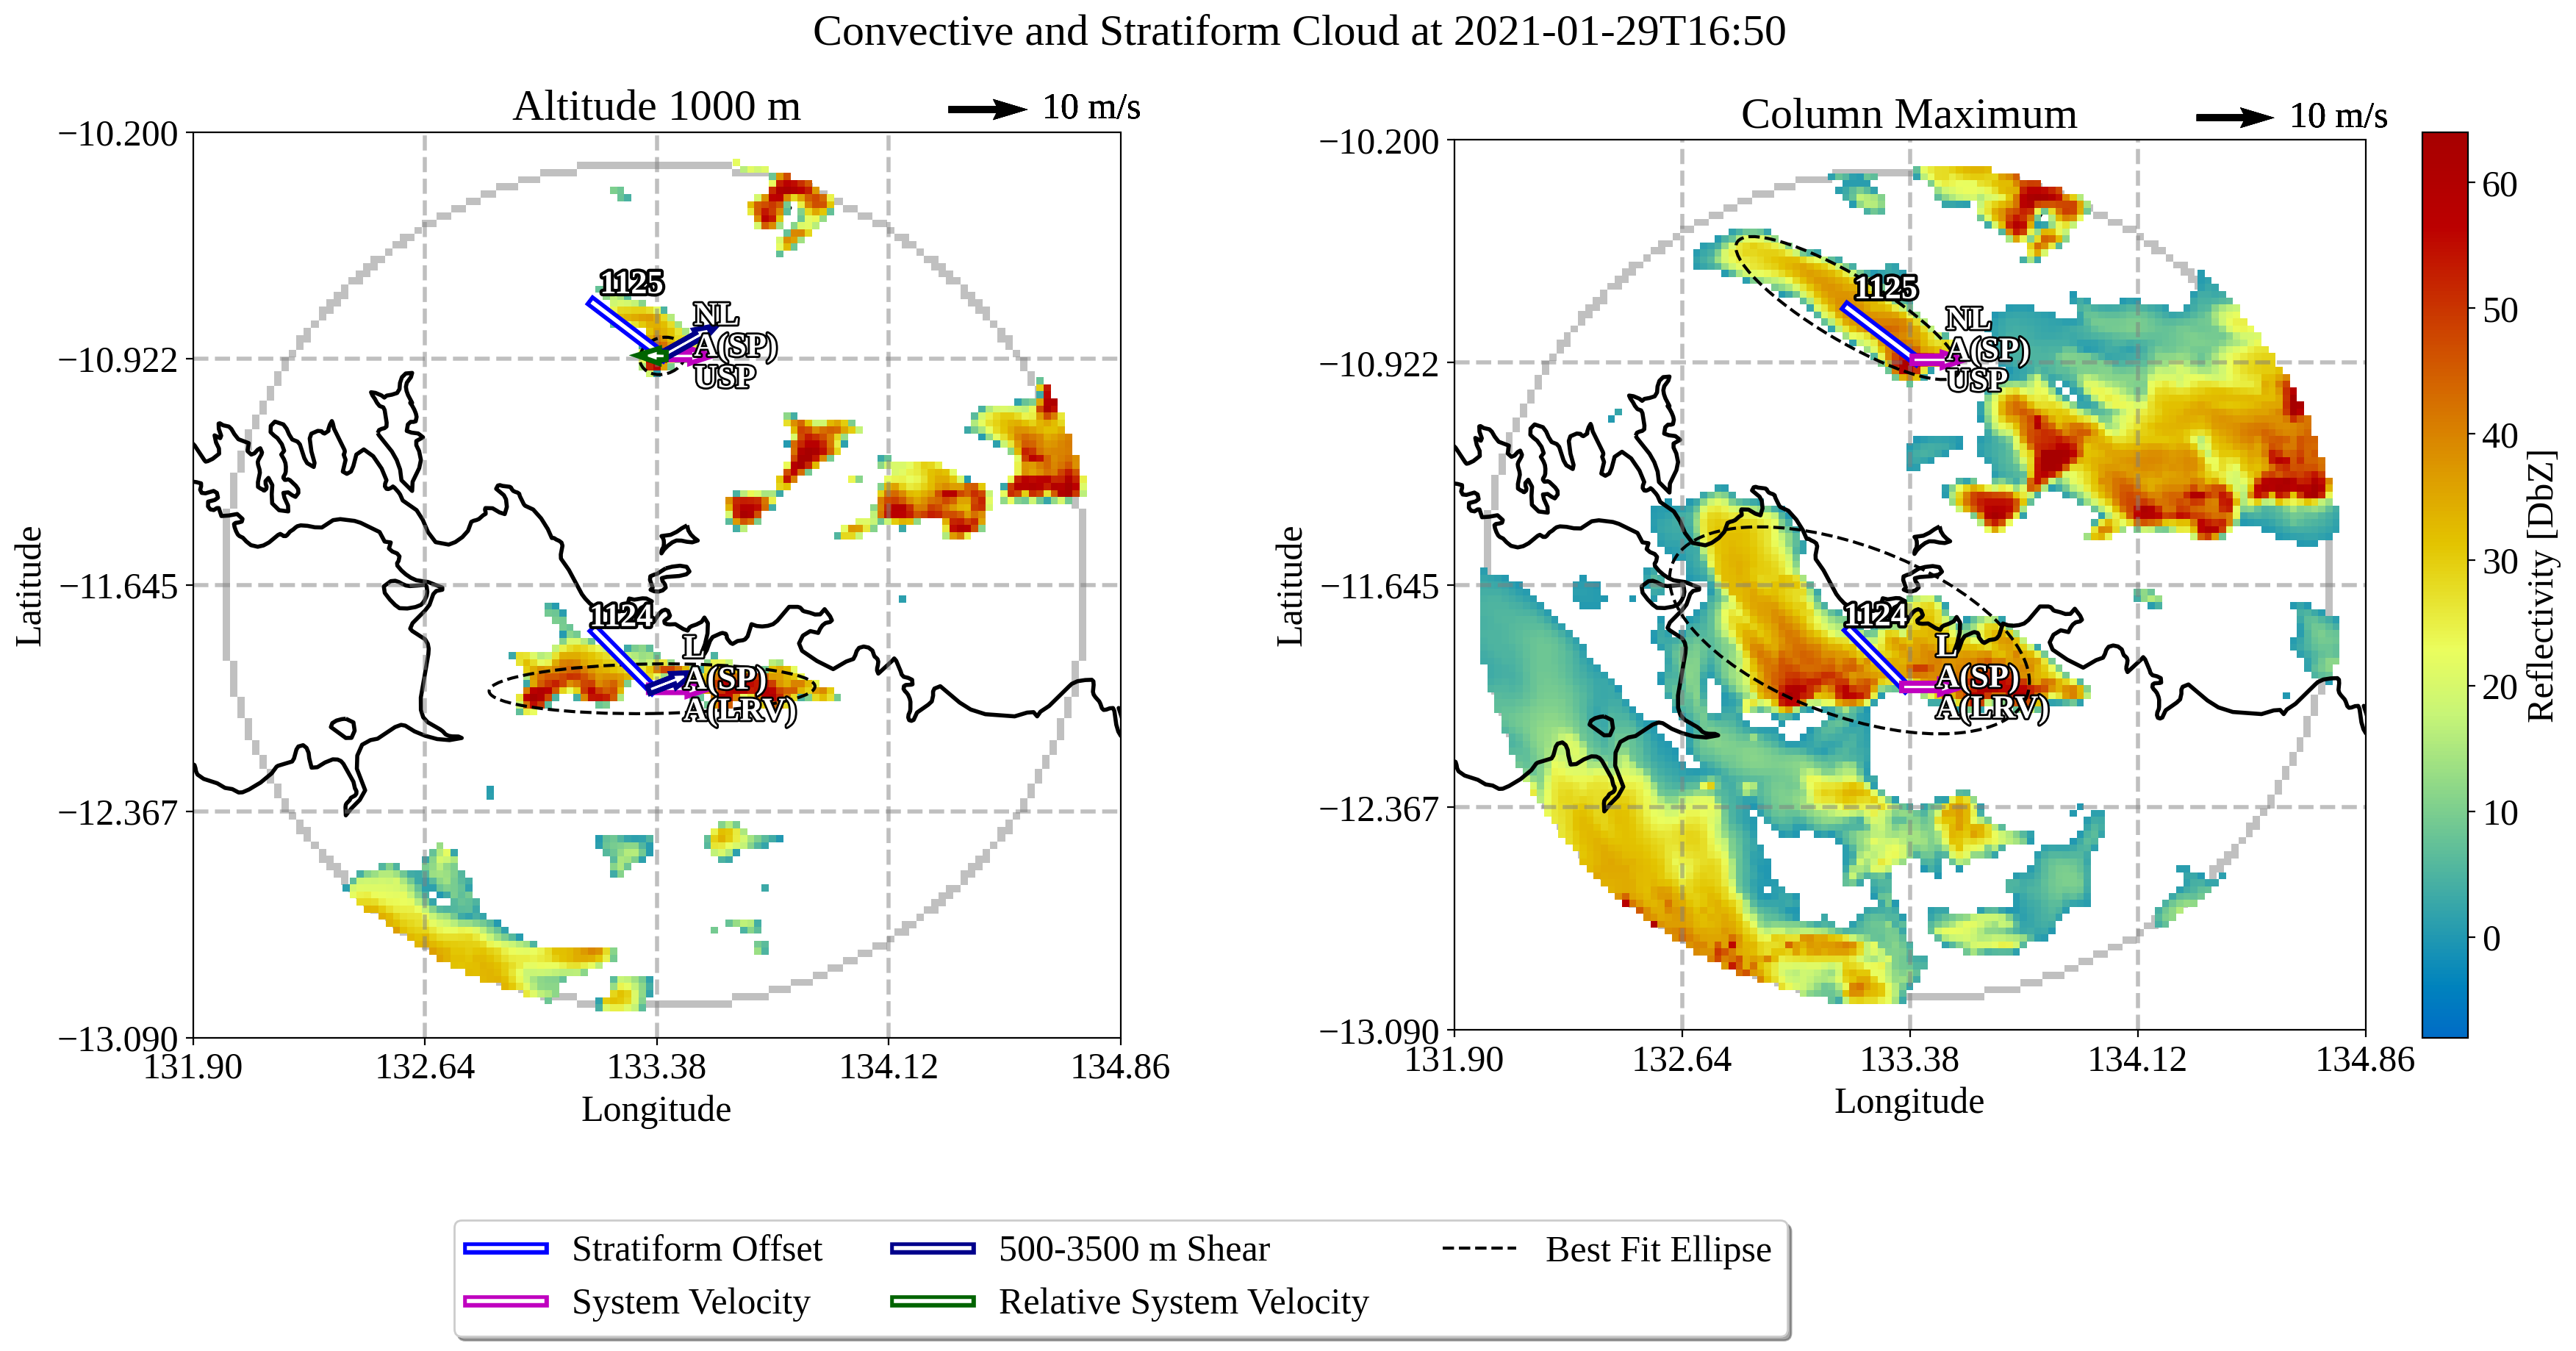 Convective and Stratiform Cloud at 2021-01-29T16:50
Altitude 1000 m
10 m/s
−10.200
−10.922
−11.645
−12.367
−13.090
Latitude
131.90
132.64
133.38
134.12
134.86
Longitude
1125
NL
A(SP)
USP
1124
L
A(SP)
A(LRV)
Column Maximum
10 m/s
−10.200
−10.922
−11.645
−12.367
−13.090
Latitude
131.90
132.64
133.38
134.12
134.86
Longitude
1125
NL
A(SP)
USP
1124
L
A(SP)
A(LRV)
60
50
40
30
20
10
0
Reflectivity [DbZ]
Stratiform Offset
System Velocity
500-3500 m Shear
Relative System Velocity
Best Fit Ellipse